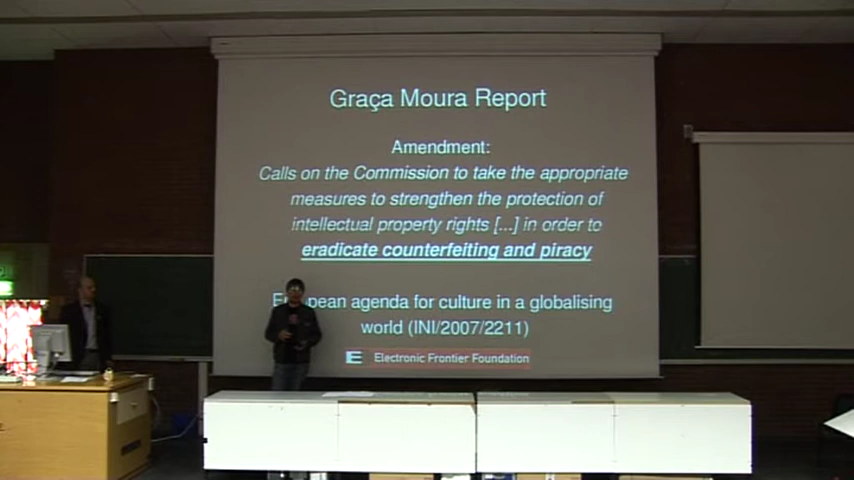 Graça Moura Report
Amendment:
Calls on the Commission to take the appropriate
measures to strengthen the protection of
intellectual property rights [...] in order to
eradicate counterfeiting and piracy
European agenda for culture in a globalising
world (INI/2007/2211)
Electronic Frontier Foundation